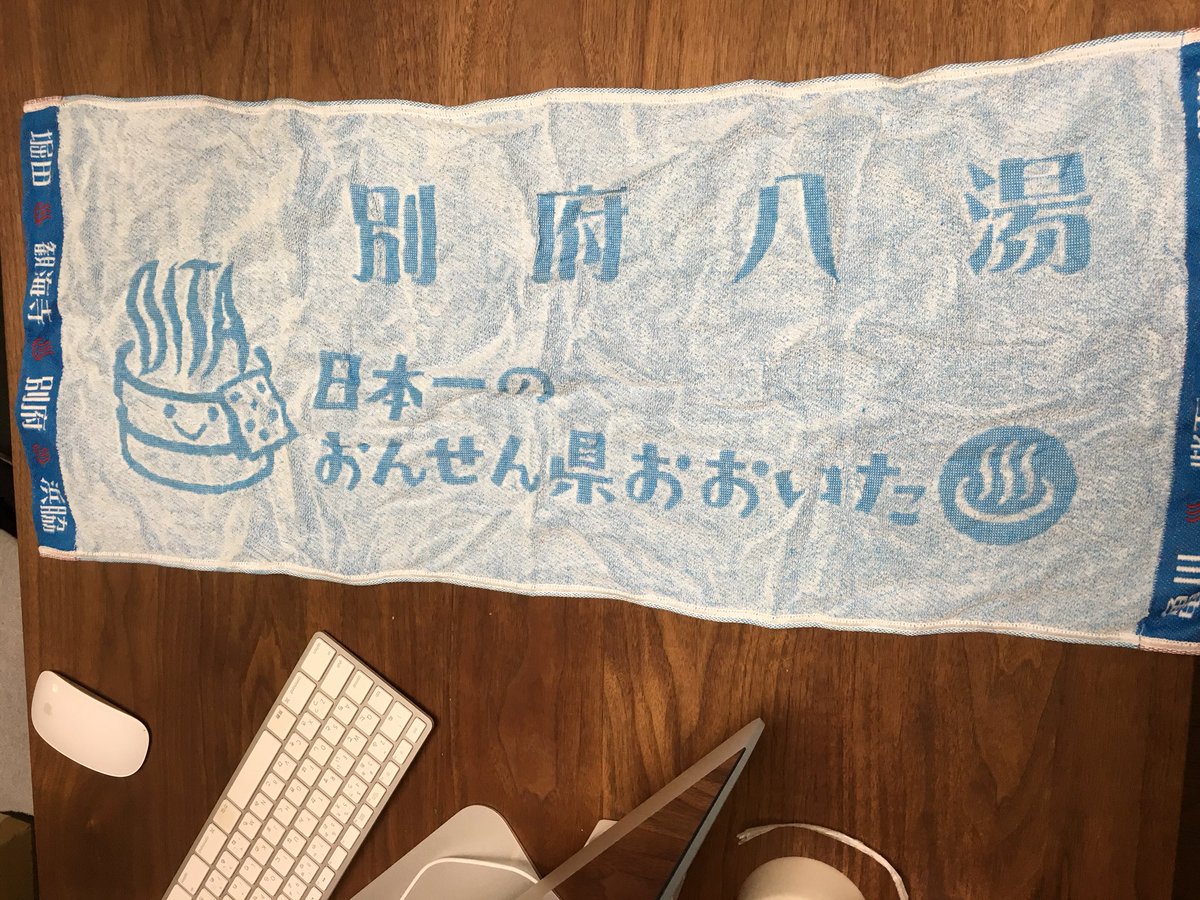 別府八湯
OITA
日本一の
おんせん県おおいた
堀田 観海寺 別府 浜脇